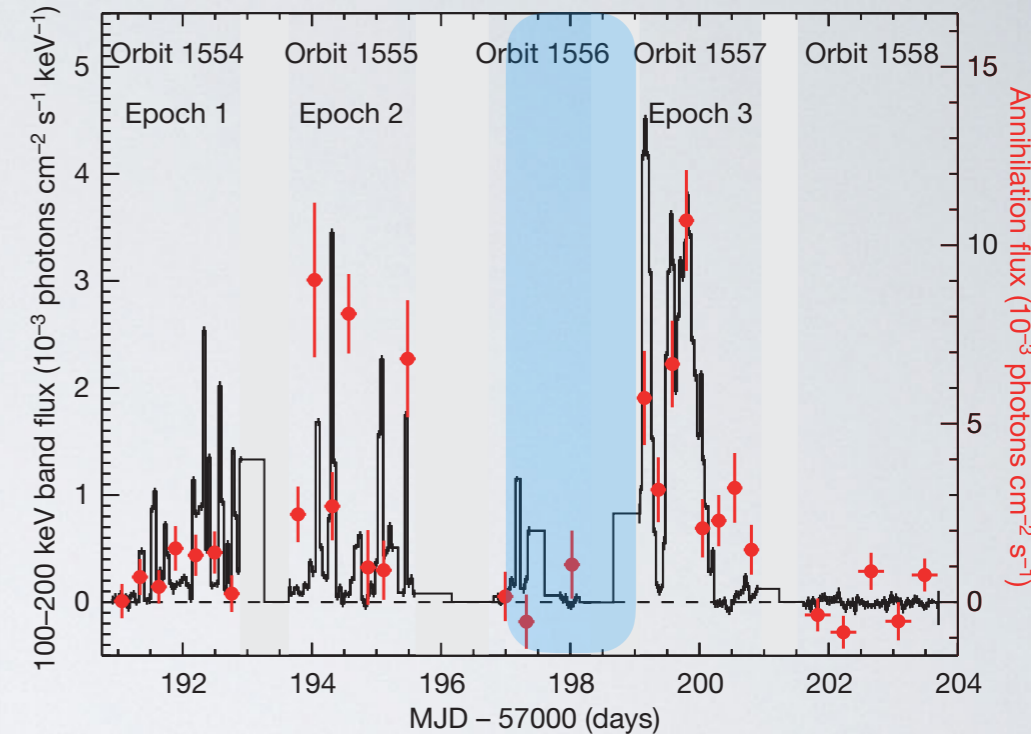 Orbit 1554
Orbit 1555
Orbit 1556
Orbit 1557
Orbit 1558
Epoch 1
Epoch 2
Epoch 3
100–200 keV band flux (10⁻³ photons cm⁻² s⁻¹ keV⁻¹)
5
4
3
2
1
0
Annihilation flux (10⁻³ photons cm⁻² s⁻¹)
15
10
5
0
192
194
196
198
200
202
204
MJD – 57000 (days)